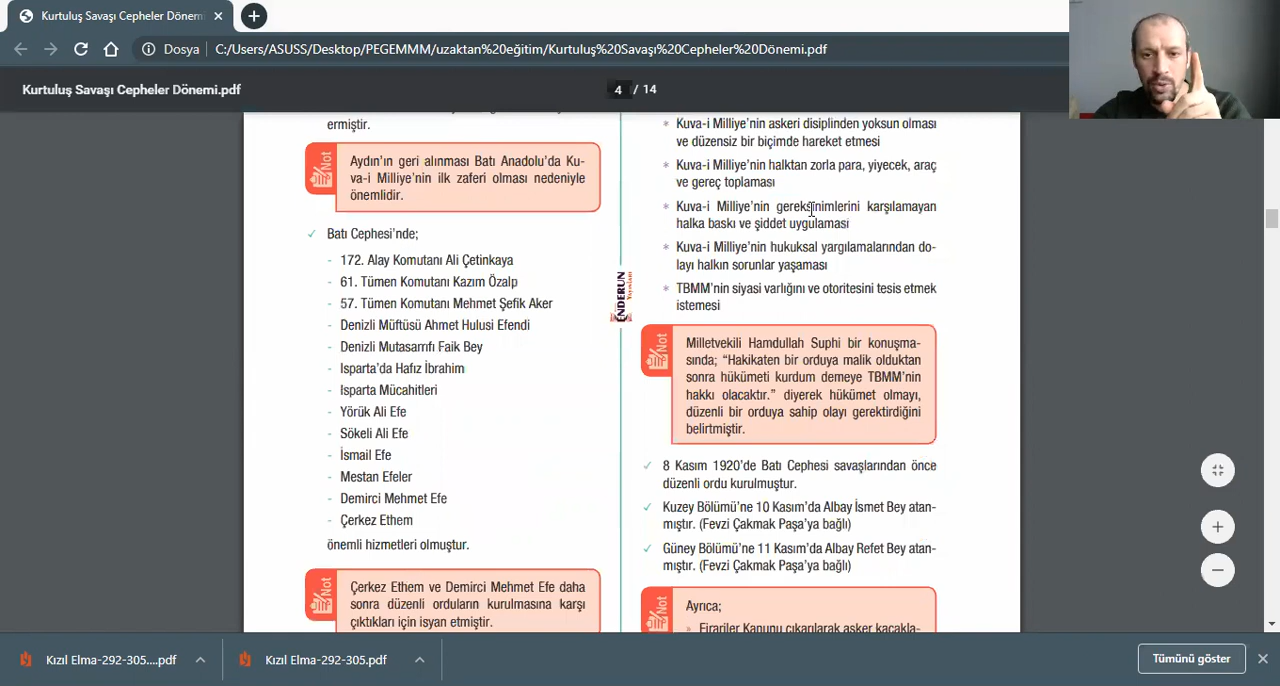 Kurtuluş Savaşı Cepheler Dönemi
Dosya
C:/Users/ASUSS/Desktop/PEGEMMM/uzaktan%20eğitim/Kurtuluş%20Savaşı%20Cepheler%20Dönemi.pdf
Kurtuluş Savaşı Cepheler Dönemi.pdf
4 / 14
ermiştir.
Not
Aydın'ın geri alınması Batı Anadolu'da Ku-
va-i Milliye'nin ilk zaferi olması nedeniyle
önemlidir.
✓ Batı Cephesi'nde;
- 172. Alay Komutanı Ali Çetinkaya
- 61. Tümen Komutanı Kazım Özalp
- 57. Tümen Komutanı Mehmet Şefik Aker
- Denizli Müftüsü Ahmet Hulusi Efendi
- Denizli Mutasarrıfı Faik Bey
- Isparta'da Hafız İbrahim
- Isparta Mücahitleri
- Yörük Ali Efe
- Sökeli Ali Efe
- İsmail Efe
- Mestan Efeler
- Demirci Mehmet Efe
- Çerkez Ethem
önemli hizmetleri olmuştur.
Not
Çerkez Ethem ve Demirci Mehmet Efe daha
sonra düzenli orduların kurulmasına karşı
çıktıkları için isyan etmiştir.
ENDERUN
Yayınları
* Kuva-i Milliye'nin askeri disiplinden yoksun olması
ve düzensiz bir biçimde hareket etmesi
* Kuva-i Milliye'nin halktan zorla para, yiyecek, araç
ve gereç toplaması
* Kuva-i Milliye'nin gereksinimlerini karşılamayan
halka baskı ve şiddet uygulaması
* Kuva-i Milliye'nin hukuksal yargılamalarından do-
layı halkın sorunlar yaşaması
* TBMM'nin siyasi varlığını ve otoritesini tesis etmek
istemesi
Not
Milletvekili Hamdullah Suphi bir konuşma-
sında; “Hakikaten bir orduya malik olduktan
sonra hükümeti kurdum demeye TBMM'nin
hakkı olacaktır.” diyerek hükümet olmayı,
düzenli bir orduya sahip olayı gerektirdiğini
belirtmiştir.
✓ 8 Kasım 1920'de Batı Cephesi savaşlarından önce
düzenli ordu kurulmuştur.
✓ Kuzey Bölümü'ne 10 Kasım'da Albay İsmet Bey atan-
mıştır. (Fevzi Çakmak Paşa'ya bağlı)
✓ Güney Bölümü'ne 11 Kasım'da Albay Refet Bey atan-
mıştır. (Fevzi Çakmak Paşa'ya bağlı)
Not
Ayrıca;
» Firariler Kanunu çıkarılarak asker kaçakla-
Kızıl Elma-292-305....pdf
Kızıl Elma-292-305.pdf
Tümünü göster